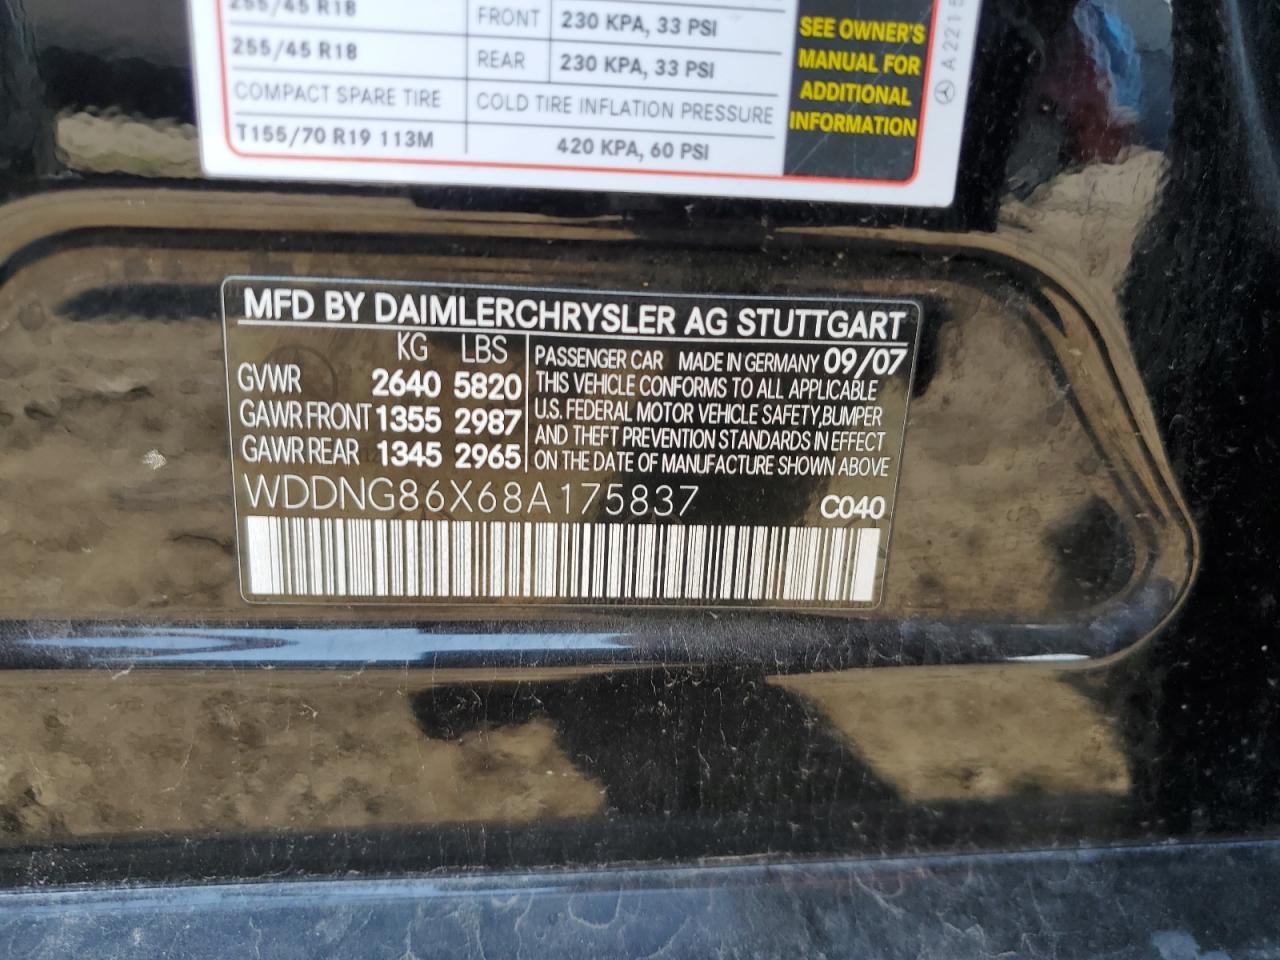 255/45 R18 FRONT 230 KPA, 33 PSI
255/45 R18 REAR 230 KPA, 33 PSI
COMPACT SPARE TIRE COLD TIRE INFLATION PRESSURE
T155/70 R19 113M 420 KPA, 60 PSI
SEE OWNER'S
MANUAL FOR
ADDITIONAL
INFORMATION
MFD BY DAIMLERCHRYSLER AG STUTTGART
KG LBS
GVWR 2640 5820
GAWR FRONT 1355 2987
GAWR REAR 1345 2965
PASSENGER CAR MADE IN GERMANY 09/07
THIS VEHICLE CONFORMS TO ALL APPLICABLE
U.S. FEDERAL MOTOR VEHICLE SAFETY, BUMPER
AND THEFT PREVENTION STANDARDS IN EFFECT
ON THE DATE OF MANUFACTURE SHOWN ABOVE
WDDNG86X68A175837 C040